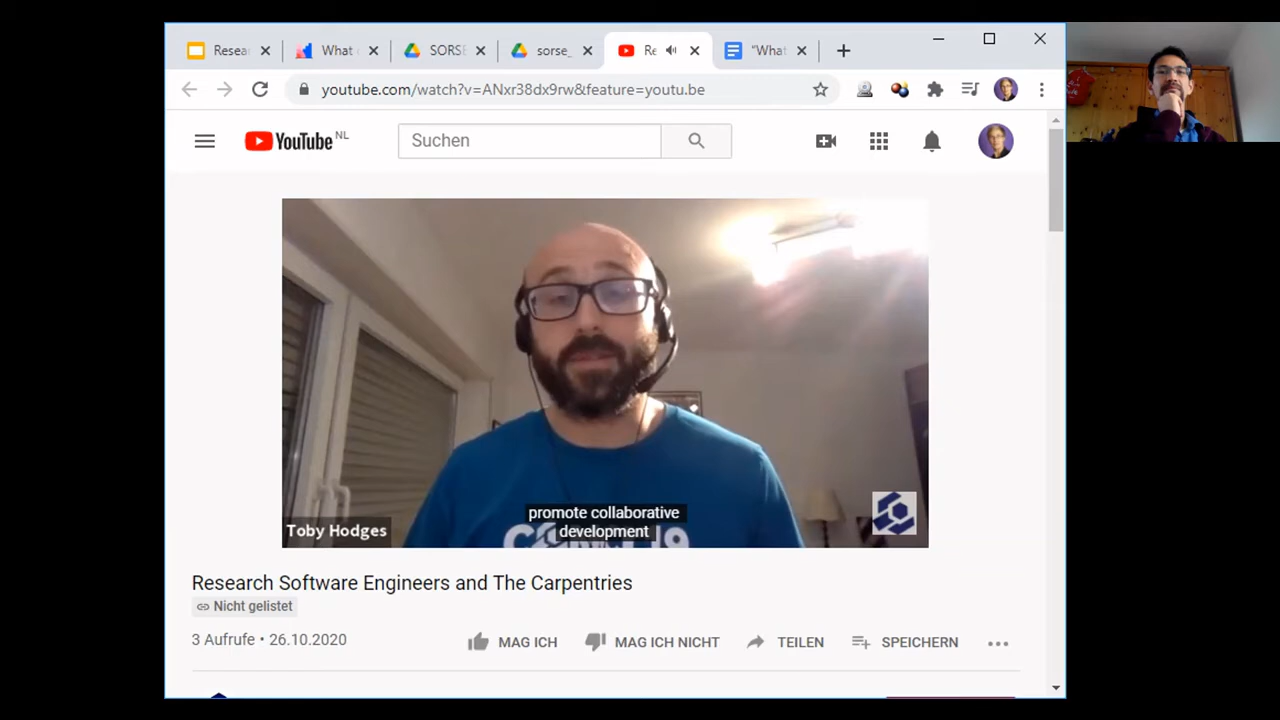 Resea
What
SORSE
sorse_
Re
"What
youtube.com/watch?v=ANxr38dx9rw&feature=youtu.be
YouTube NL
Suchen
promote collaborative
development
Toby Hodges
Research Software Engineers and The Carpentries
Nicht gelistet
3 Aufrufe • 26.10.2020
MAG ICH
MAG ICH NICHT
TEILEN
SPEICHERN